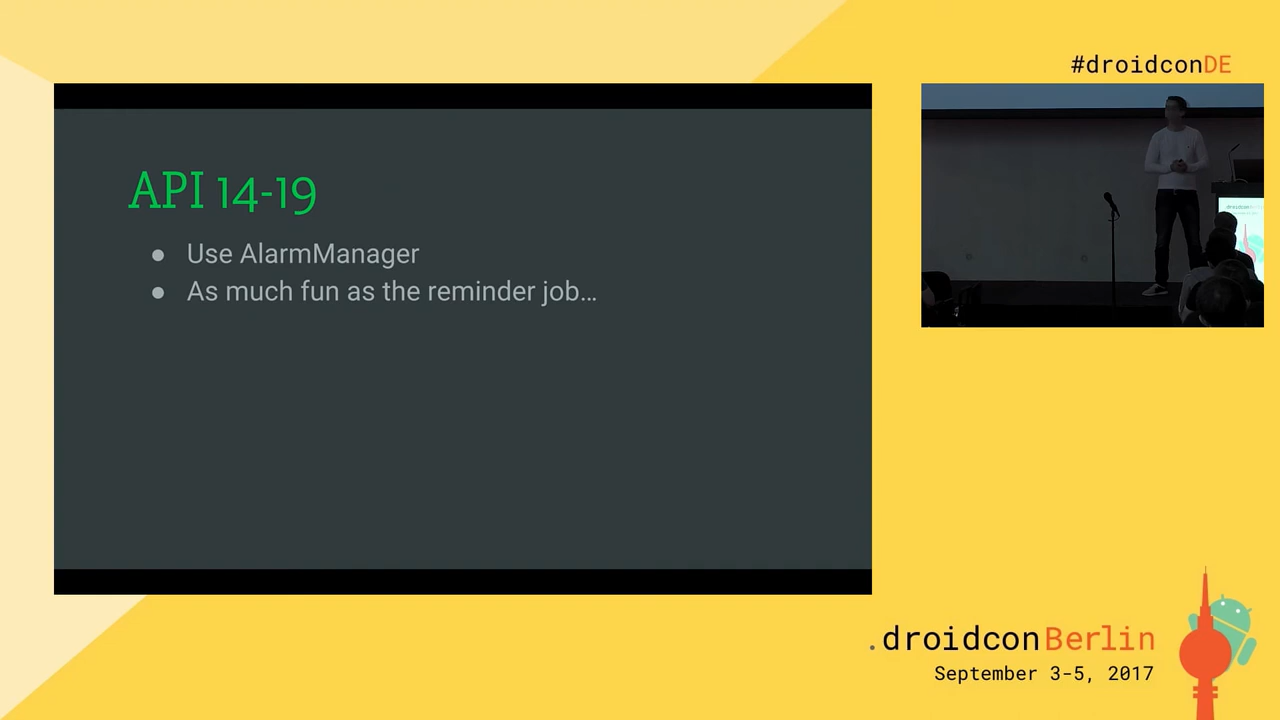 #droidconDE
API 14-19
● Use AlarmManager
● As much fun as the reminder job…
.droidconBerlin
September 3-5, 2017